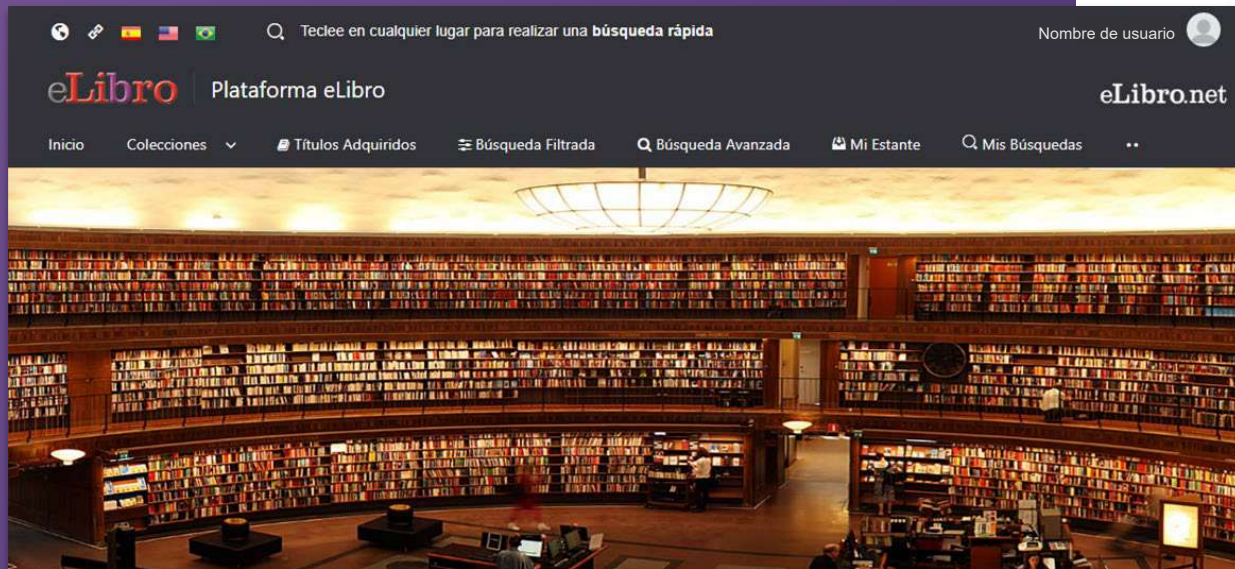 Teclee en cualquier lugar para realizar una búsqueda rápida
Nombre de usuario
eLibro
Plataforma eLibro
eLibro.net
Inicio Colecciones Títulos Adquiridos Búsqueda Filtrada Búsqueda Avanzada Mi Estante Mis Búsquedas